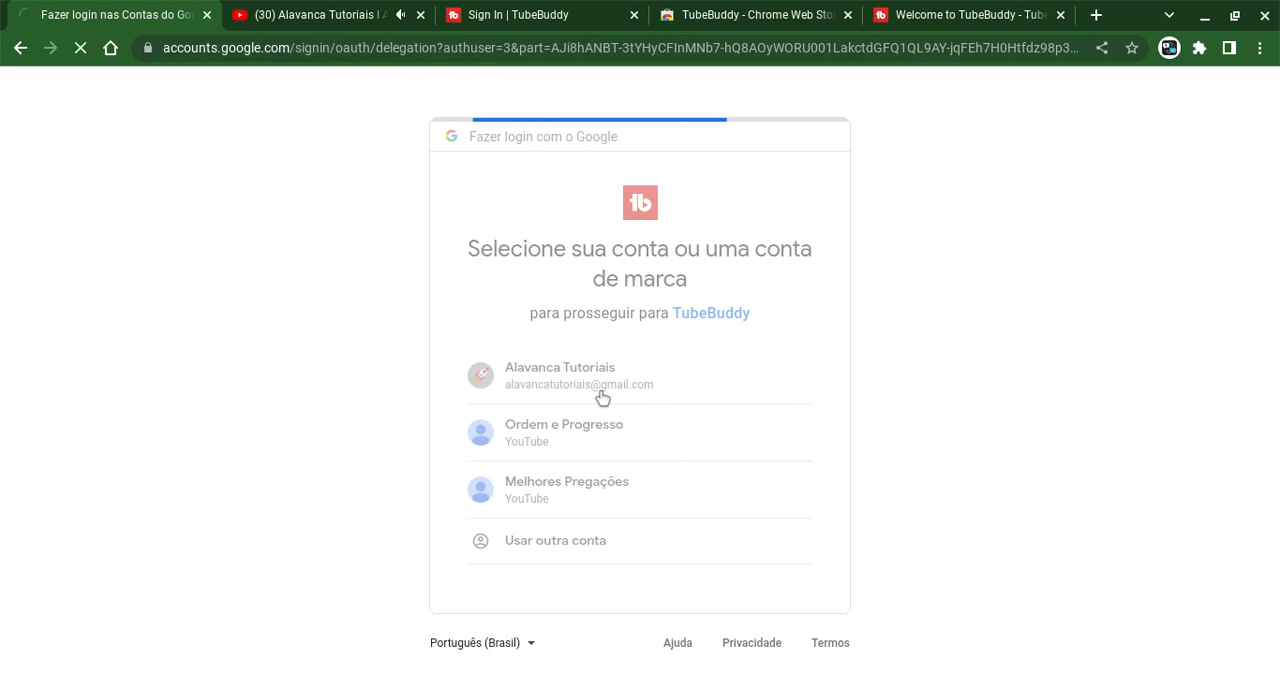 Fazer login nas Contas do Goo
(30) Alavanca Tutoriais | A
Sign In | TubeBuddy
TubeBuddy - Chrome Web Sto
Welcome to TubeBuddy - Tube
accounts.google.com/signin/oauth/delegation?authuser=3&part=AJi8hANBT-3tYHyCFInMNb7-hQ8AOyWORU001LakctdGFQ1QL9AY-jqFEh7H0Htfdz98p3...
Fazer login com o Google
Selecione sua conta ou uma conta
de marca
para prosseguir para TubeBuddy
Alavanca Tutoriais
alavancatutoriais@gmail.com
Ordem e Progresso
YouTube
Melhores Pregações
YouTube
Usar outra conta
Português (Brasil)
Ajuda
Privacidade
Termos